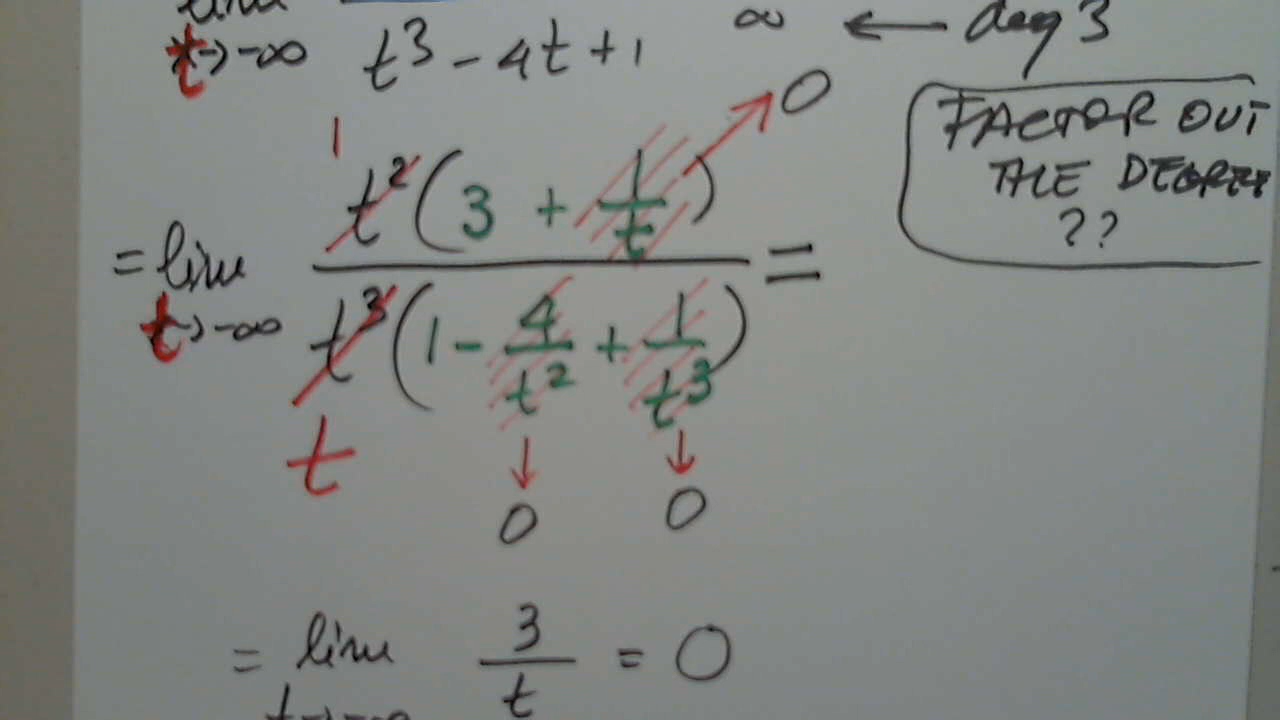 lim
t→-∞ t³ - 4t + 1 ∞ ← deg 3
FACTOR OUT
THE DEGREE
??
1 0
= lim t²(3 + 1/t) / t³(1 - 4/t² + 1/t³) =
t→-∞
t
0 0
= lim 3/t = 0
t→-∞